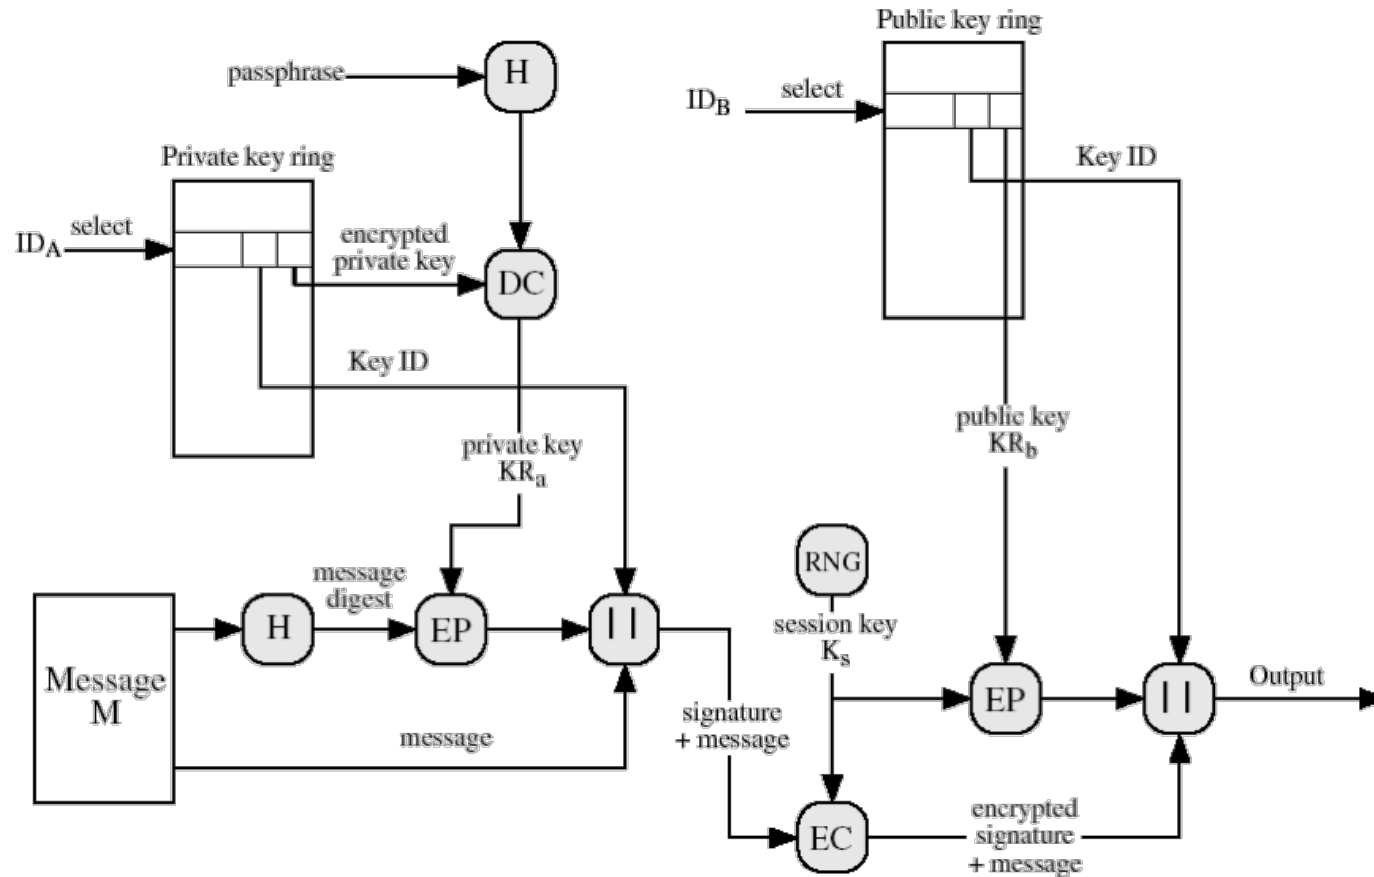 Public key ring
passphrase
H
ID_B
select
Private key ring
Key ID
select
ID_A
encrypted
private key
DC
Key ID
private key
KR_a
public key
KR_b
RNG
message
digest
H
EP
||
session key
K_s
Message
M
EP
||
Output
signature
+ message
message
EC
encrypted
signature
+ message